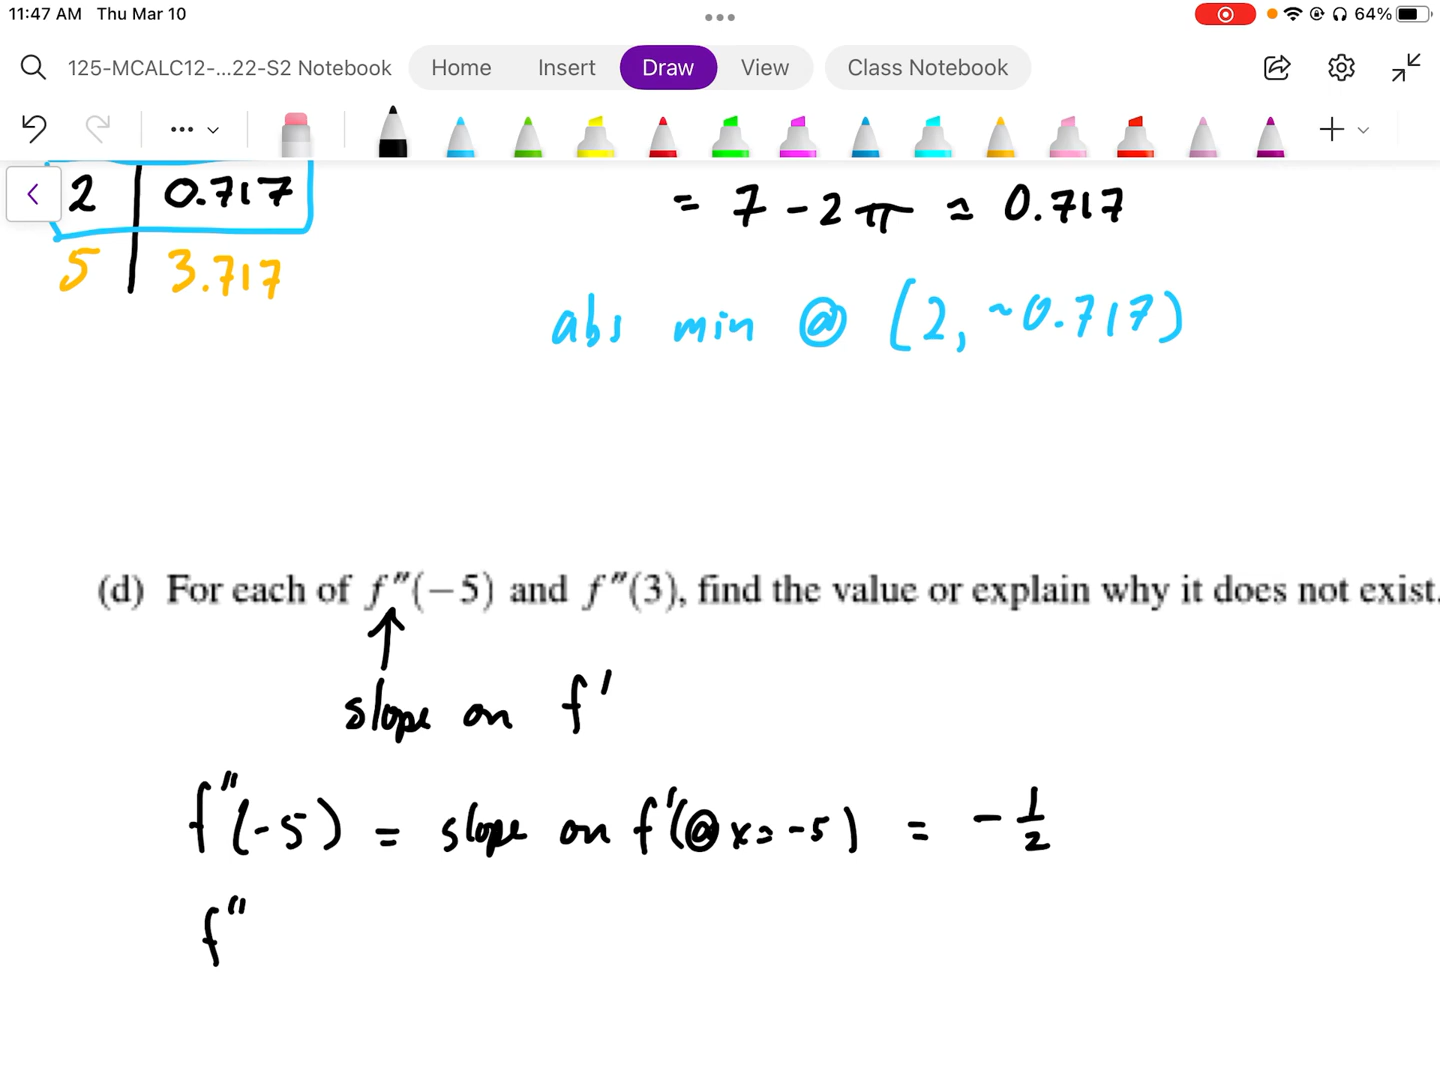 11:47 AM Thu Mar 10
64%
125-MCALC12-...22-S2 Notebook Home Insert Draw View Class Notebook
2 | 0.717
= 7 - 2π ≈ 0.717
5 | 3.717
abs min @ (2, ~0.717)
(d) For each of f″(−5) and f″(3), find the value or explain why it does not exist.
↑
slope on f'
f"(-5) = slope on f'(@ x = -5) = - 1/2
f"